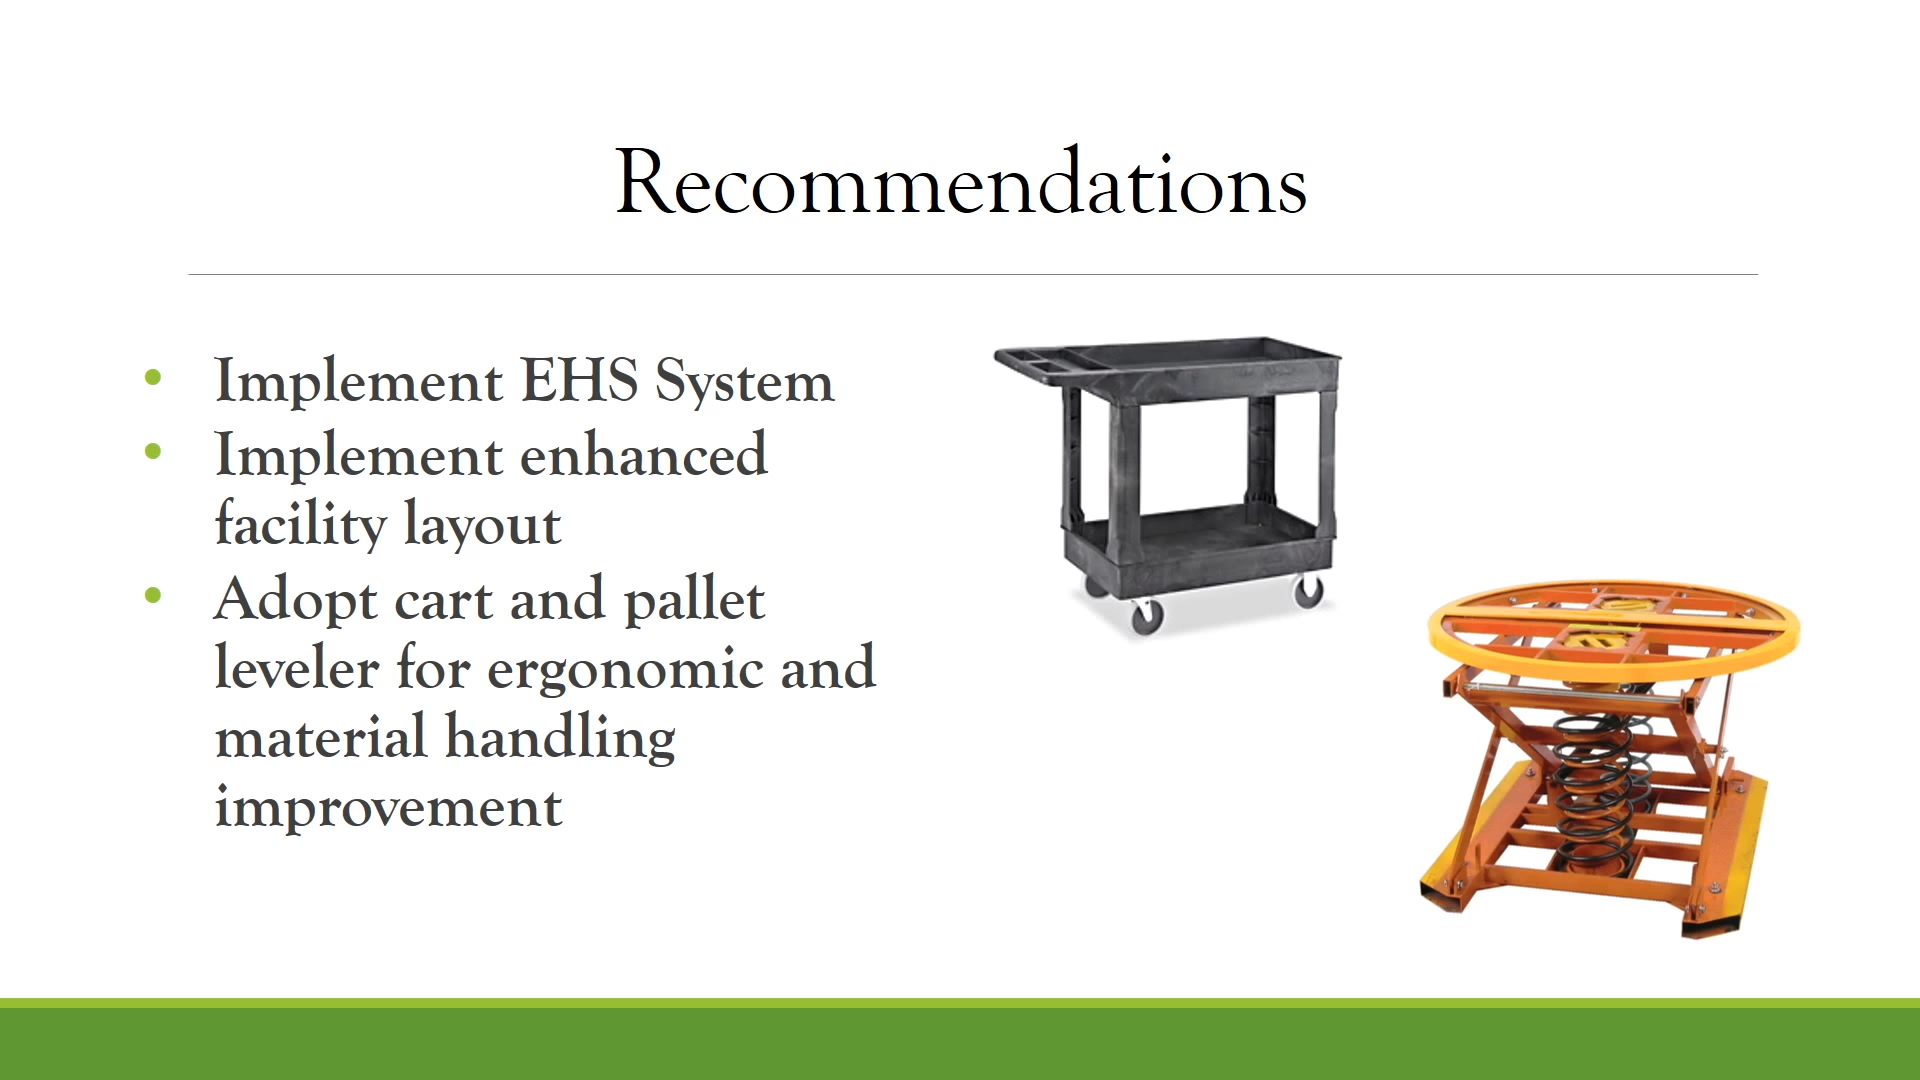 Recommendations
• Implement EHS System
• Implement enhanced
facility layout
• Adopt cart and pallet
leveler for ergonomic and
material handling
improvement